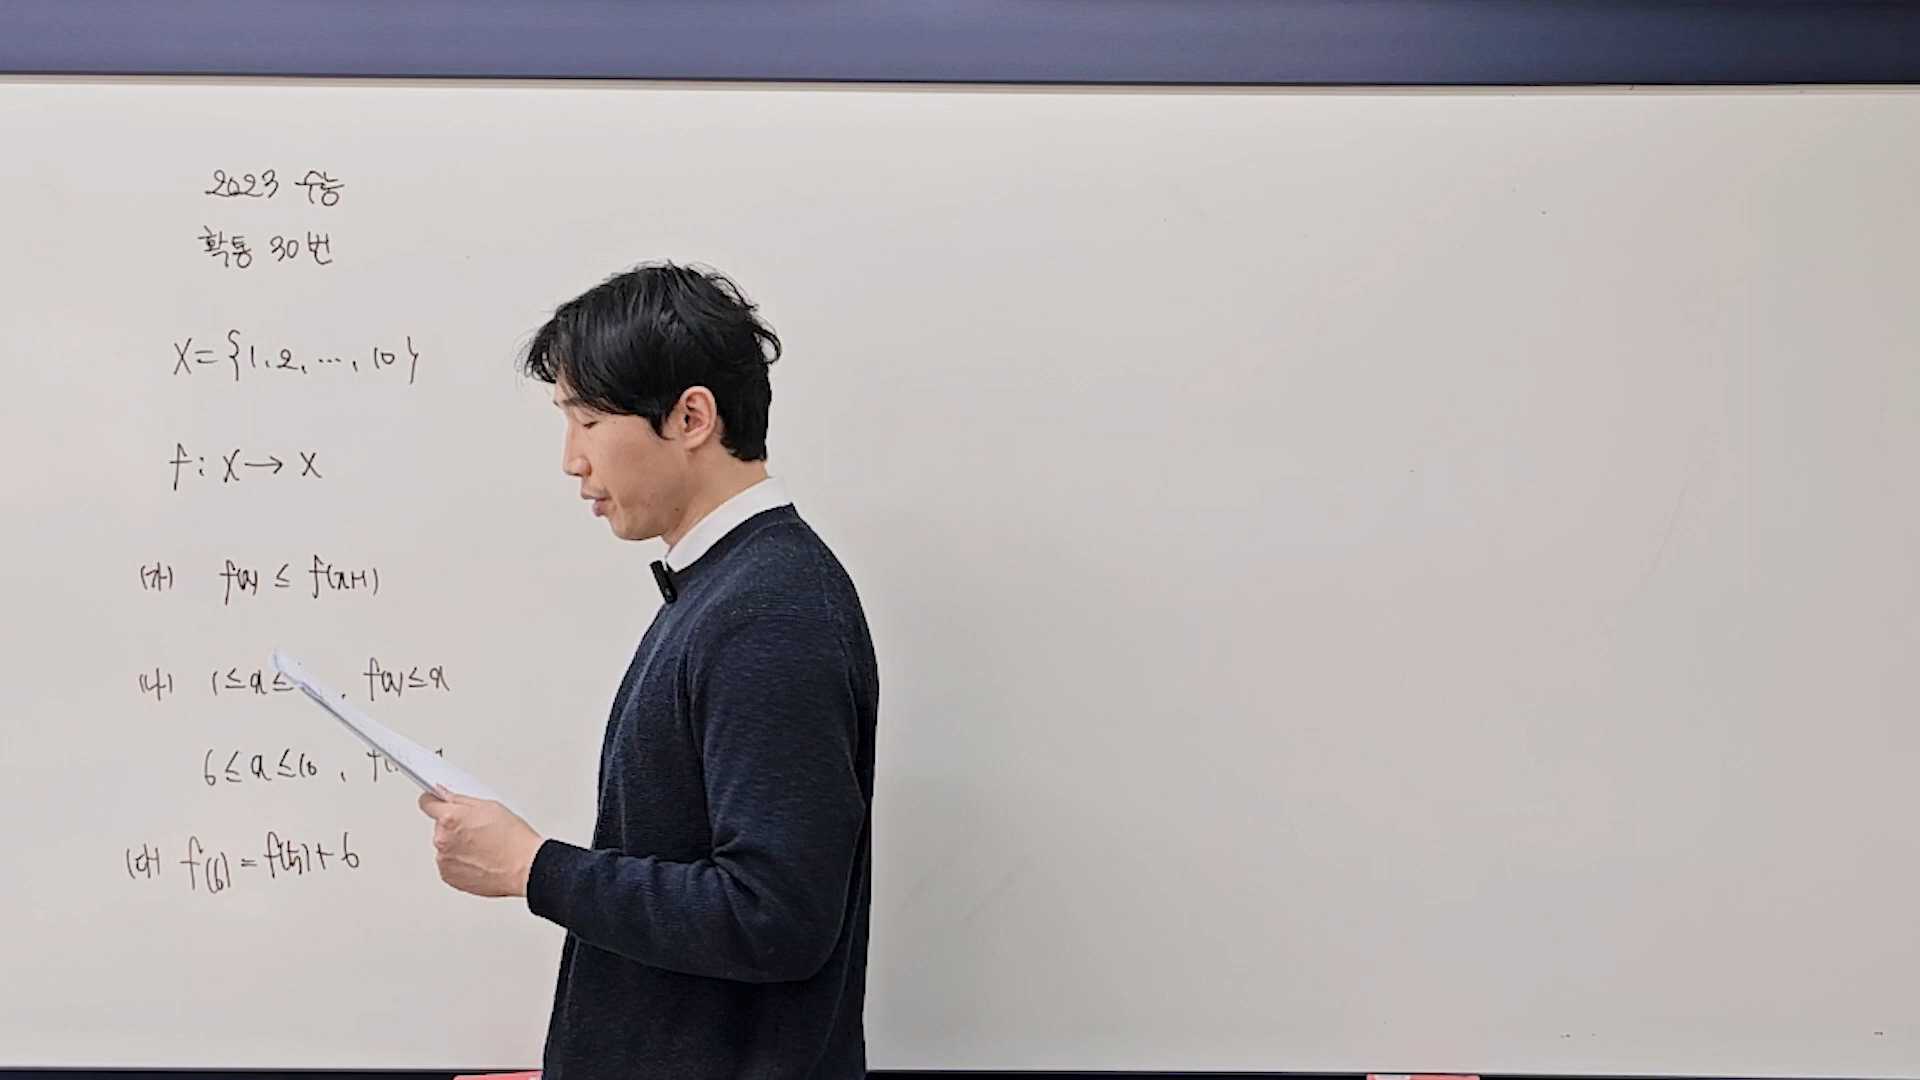 2023 수능
확통 30번
X = {1, 2, ..., 10}
f : X → X
(가) f(x) ≤ f(x+1)
(나) 1 ≤ x ≤ , f(x) ≤ x
6 ≤ x ≤ 10 ,
(다) f(6) = f(5) + 6